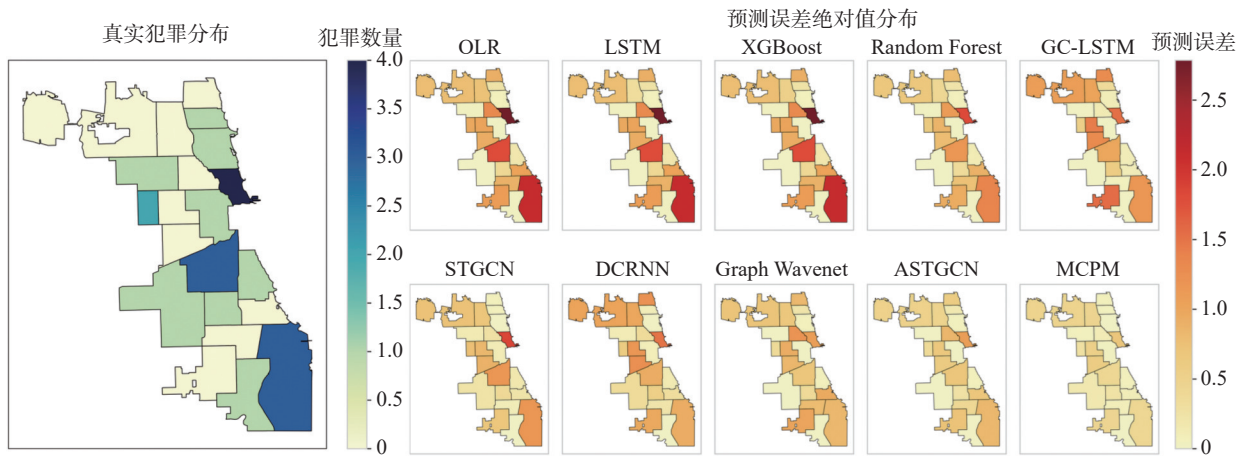 真实犯罪分布
犯罪数量
4.0
3.5
3.0
2.5
2.0
1.5
1.0
0.5
0
预测误差绝对值分布
OLR
LSTM
XGBoost
Random Forest
GC-LSTM
STGCN
DCRNN
Graph Wavenet
ASTGCN
MCPM
预测误差
2.5
2.0
1.5
1.0
0.5
0